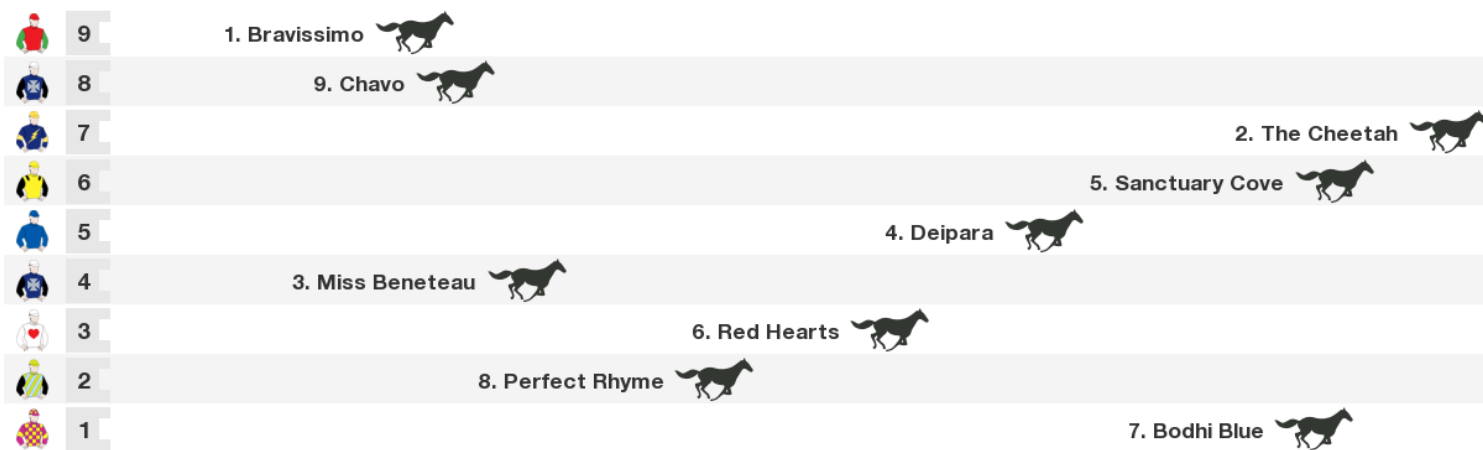 9 1. Bravissimo
8 9. Chavo
7 2. The Cheetah
6 5. Sanctuary Cove
5 4. Deipara
4 3. Miss Beneteau
3 6. Red Hearts
2 8. Perfect Rhyme
1 7. Bodhi Blue